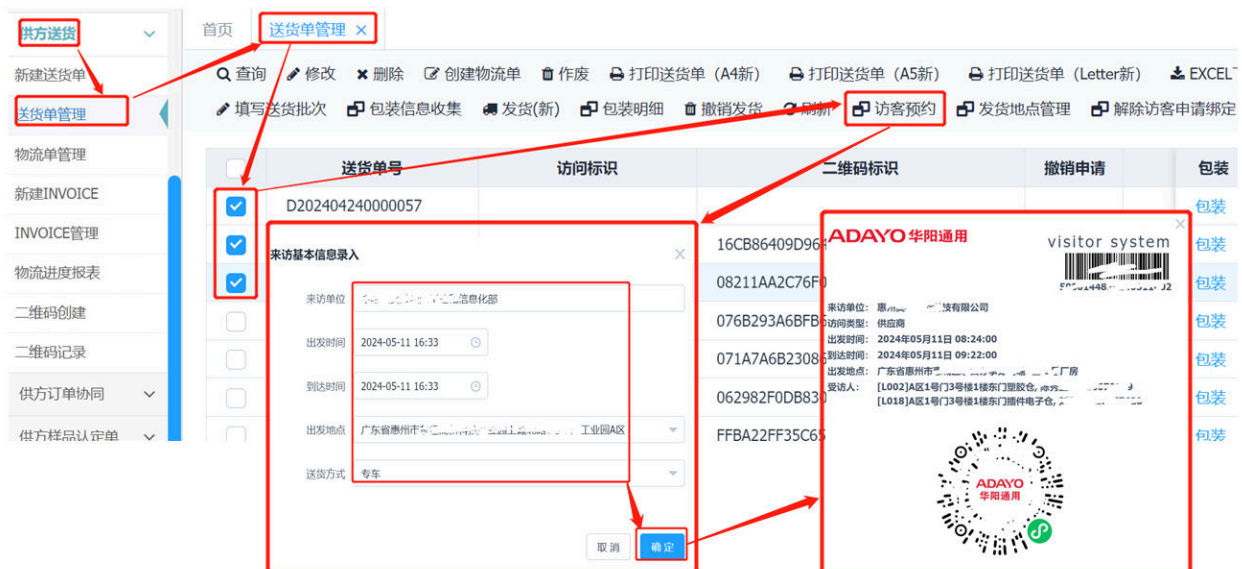 供方送货
首页 送货单管理 ×
新建送货单
查询 修改 删除 创建物流单 作废 打印送货单（A4新） 打印送货单（A5新） 打印送货单（Letter新）
送货单管理
填写送货批次 包装信息收集 发货(新) 包装明细 撤销发货 刷新 访客预约 发货地点管理 解除访客申请绑定
物流单管理
送货单号 访问标识 二维码标识 撤销申请 包装
新建INVOICE
D202404240000057 包装
INVOICE管理
16CB86409D964 包装
物流进度报表
08211AA2C76F0 包装
二维码创建
076B293A6BFB6 包装
二维码记录
071A7A6B2308 包装
供方订单协同
062982F0DB830 包装
供方样品认定单
FFBA22FF35C65 包装
来访基本信息录入
来访单位 信息化部
出发时间 2024-05-11 16:33
到达时间 2024-05-11 16:33
出发地点 广东省惠州市 工业园A区
送货方式 专车
取消 确定
ADAYO 华阳通用
visitor system
来访单位： 惠 技有限公司
访问类型： 供应商
出发时间： 2024年05月11日 08:24:00
到达时间： 2024年05月11日 09:22:00
出发地点： 广东省惠州市 厂房
受访人： [L002]A区1号门3号楼1楼东门塑胶仓,
[L018]A区1号门3号楼1楼东门插件电子仓,
ADAYO
华阳通用